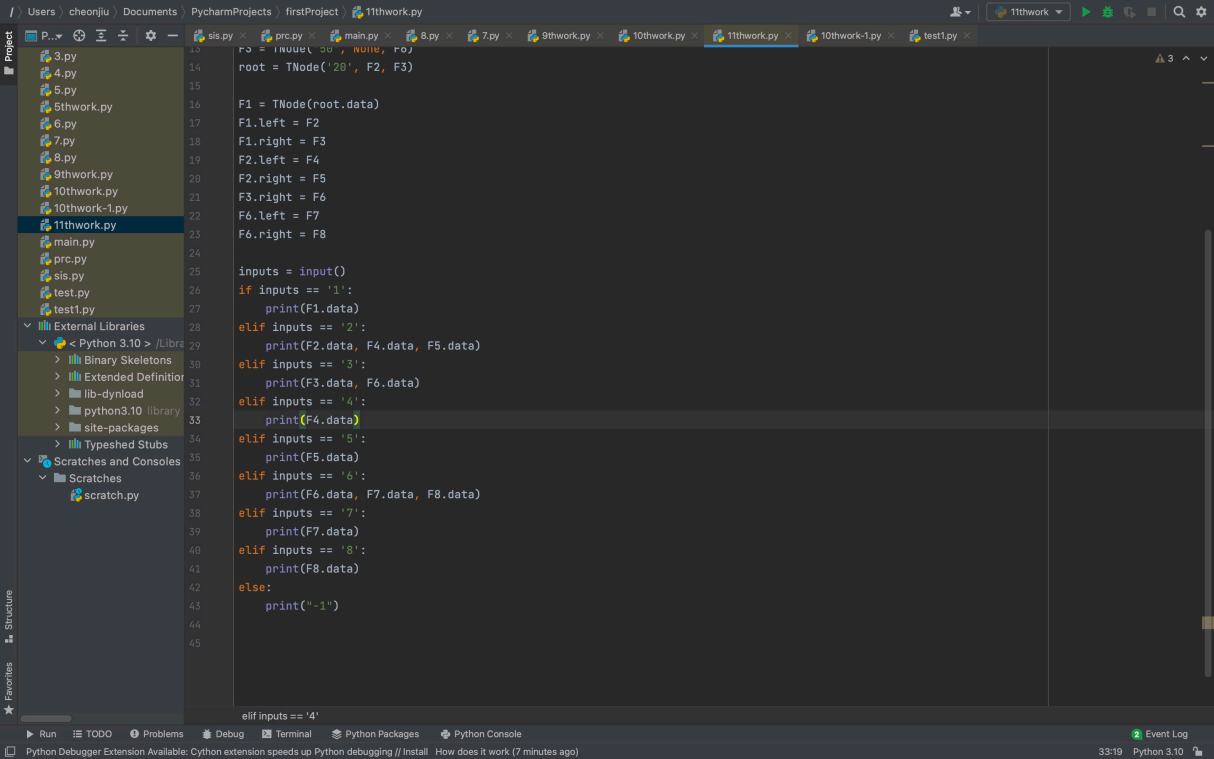 / Users Documents PycharmProjects firstProject 11thwork.py
11thwork
Project
P...
sis.py prc.py main.py 8.py 7.py 9thwork.py 10thwork.py 11thwork.py 10thwork-1.py test1.py
3.py
4.py
5.py
5thwork.py
6.py
7.py
8.py
9thwork.py
10thwork.py
10thwork-1.py
11thwork.py
main.py
prc.py
sis.py
test.py
test1.py
External Libraries
< Python 3.10 > /Libra
Binary Skeletons
Extended Definition
lib-dynload
python3.10 library
site-packages
Typeshed Stubs
Scratches and Consoles
Scratches
scratch.py
Structure
Favorites
3
13 F3 = TNode('50', None, F6)
14 root = TNode('20', F2, F3)
15
16 F1 = TNode(root.data)
17 F1.left = F2
18 F1.right = F3
19 F2.left = F4
20 F2.right = F5
21 F3.right = F6
22 F6.left = F7
23 F6.right = F8
24
25 inputs = input()
26 if inputs == '1':
27 print(F1.data)
28 elif inputs == '2':
29 print(F2.data, F4.data, F5.data)
30 elif inputs == '3':
31 print(F3.data, F6.data)
32 elif inputs == '4':
33 print(F4.data)
34 elif inputs == '5':
35 print(F5.data)
36 elif inputs == '6':
37 print(F6.data, F7.data, F8.data)
38 elif inputs == '7':
39 print(F7.data)
40 elif inputs == '8':
41 print(F8.data)
42 else:
43 print("-1")
44
45
elif inputs == '4'
Run TODO Problems Debug Terminal Python Packages Python Console 2 Event Log
Python Debugger Extension Available: Cython extension speeds up Python debugging // Install How does it work (7 minutes ago) 33:19 Python 3.10